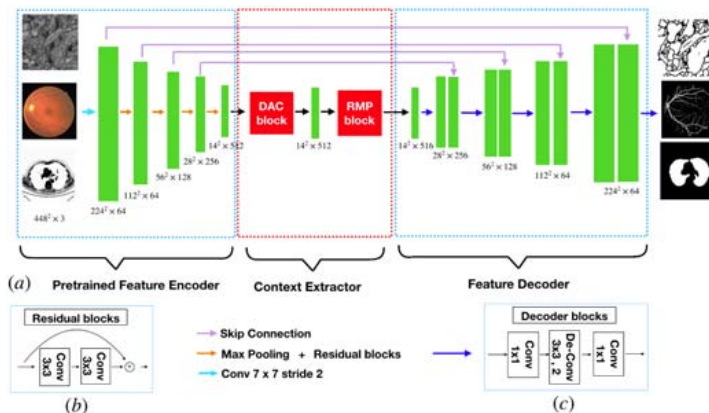 DAC block
RMP block
448² × 3
224² × 64
112² × 64
56² × 128
28² × 256
14² × 512
14² × 512
14² × 516
28² × 256
56² × 128
112² × 64
224² × 64
(a)
Pretrained Feature Encoder
Context Extractor
Feature Decoder
Residual blocks
Conv 3x3
Conv 3x3
+
(b)
Skip Connection
Max Pooling + Residual blocks
Conv 7 x 7 stride 2
Decoder blocks
Conv 1x1
De-Conv 3x3, 2
Conv 1x1
(c)